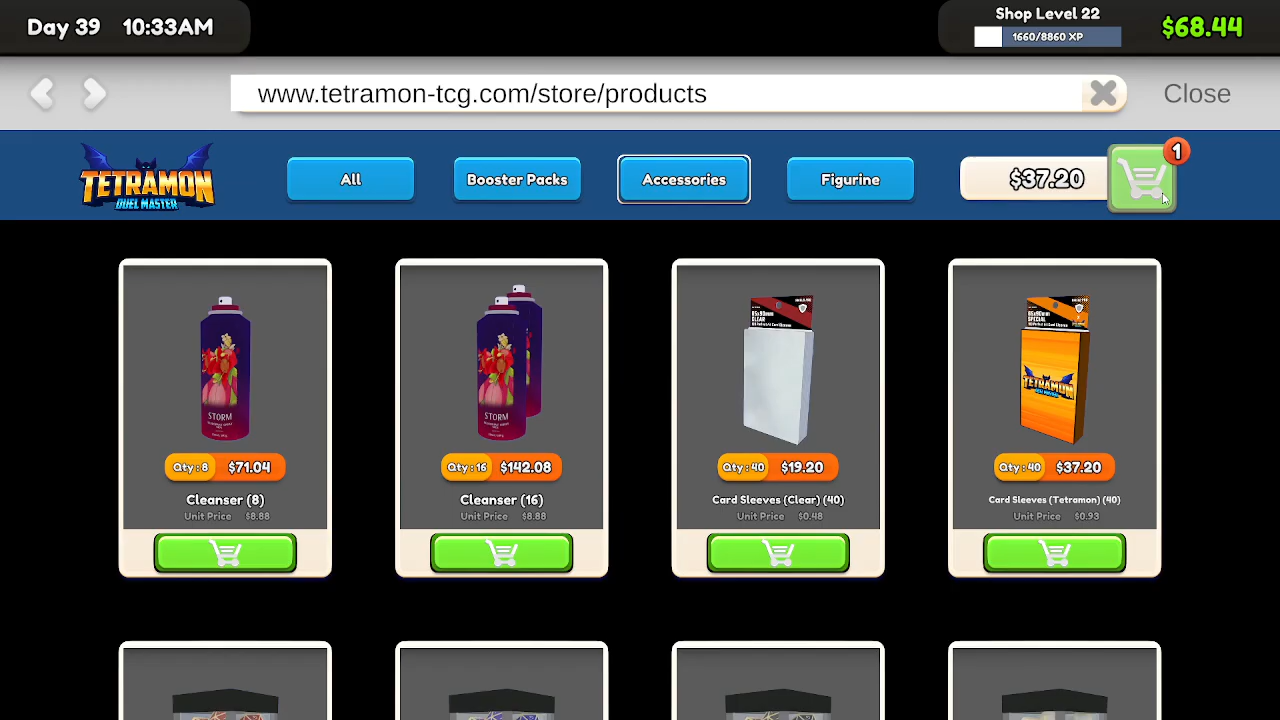 Day 39 10:33AM
Shop Level 22
1660/8860 XP
$68.44
www.tetramon-tcg.com/store/products
Close
TETRAMON
DUEL MASTER
All
Booster Packs
Accessories
Figurine
$37.20
1
STORM
STORM
CLEAR
SPECIAL
TETRAMON
Qty : 8 $71.04
Qty : 16 $142.08
Qty : 40 $19.20
Qty : 40 $37.20
Cleanser (8)
Cleanser (16)
Card Sleeves (Clear) (40)
Card Sleeves (Tetramon) (40)
Unit Price $8.88
Unit Price $8.88
Unit Price $0.48
Unit Price $0.93